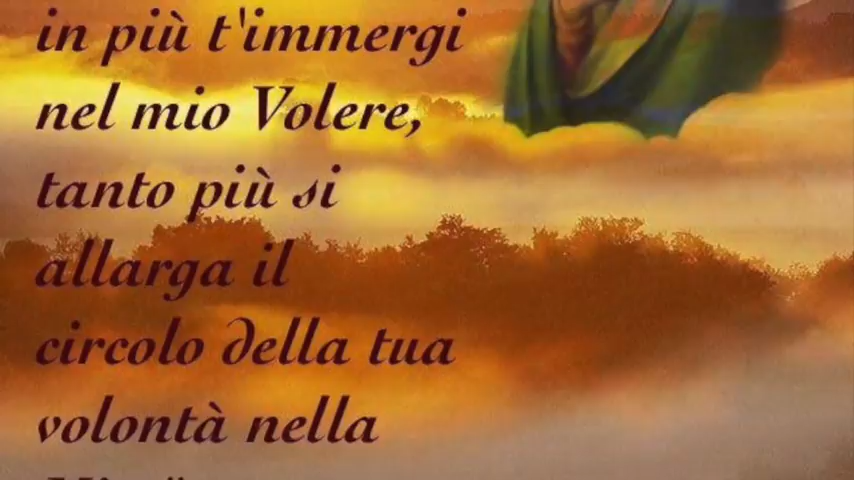 in più t'immergi
nel mio Volere,
tanto più si
allarga il
circolo della tua
volontà nella